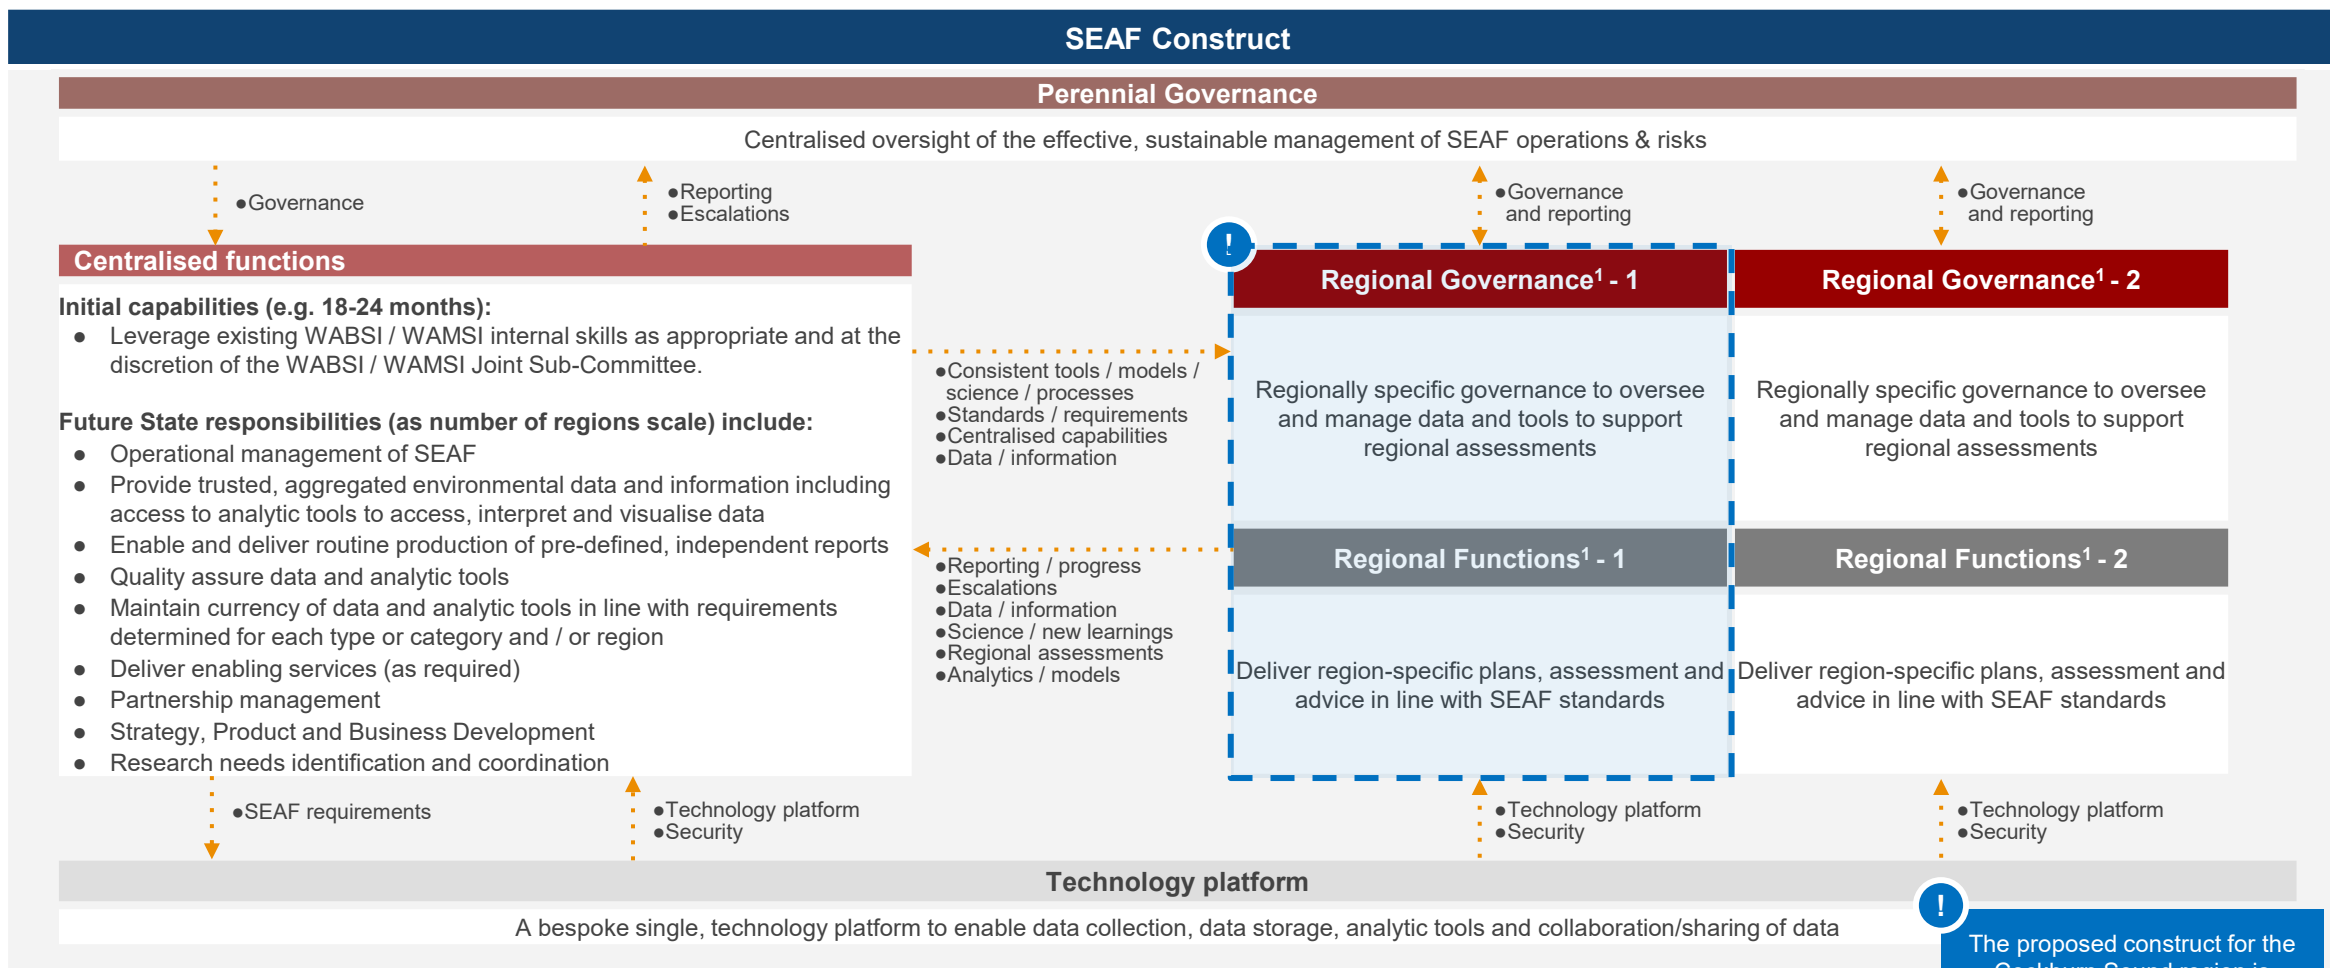 SEAF Construct
Perennial Governance
Centralised oversight of the effective, sustainable management of SEAF operations & risks
●Governance
●Reporting
●Escalations
●Governance
and reporting
●Governance
and reporting
!
Centralised functions
Initial capabilities (e.g. 18-24 months):
● Leverage existing WABSI / WAMSI internal skills as appropriate and at the
discretion of the WABSI / WAMSI Joint Sub-Committee.
Future State responsibilities (as number of regions scale) include:
● Operational management of SEAF
● Provide trusted, aggregated environmental data and information including
access to analytic tools to access, interpret and visualise data
● Enable and deliver routine production of pre-defined, independent reports
● Quality assure data and analytic tools
● Maintain currency of data and analytic tools in line with requirements
determined for each type or category and / or region
● Deliver enabling services (as required)
● Partnership management
● Strategy, Product and Business Development
● Research needs identification and coordination
●Consistent tools / models /
science / processes
●Standards / requirements
●Centralised capabilities
●Data / information
●Reporting / progress
●Escalations
●Data / information
●Science / new learnings
●Regional assessments
●Analytics / models
Regional Governance¹ - 1
Regionally specific governance to oversee
and manage data and tools to support
regional assessments
Regional Functions¹ - 1
Deliver region-specific plans, assessment and
advice in line with SEAF standards
Regional Governance¹ - 2
Regionally specific governance to oversee
and manage data and tools to support
regional assessments
Regional Functions¹ - 2
Deliver region-specific plans, assessment and
advice in line with SEAF standards
●SEAF requirements
●Technology platform
●Security
●Technology platform
●Security
●Technology platform
●Security
Technology platform
A bespoke single, technology platform to enable data collection, data storage, analytic tools and collaboration/sharing of data
!
The proposed construct for the
Cockburn Sound region is